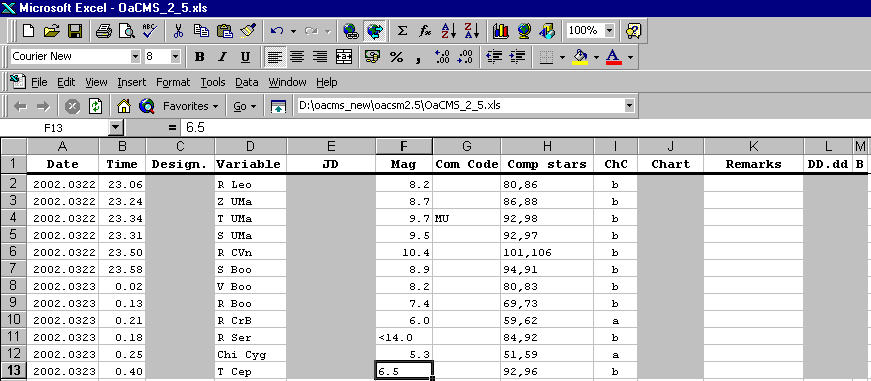 Microsoft Excel - OaCMS_2_5.xls
100%
Courier New 8 B I U % ,
File Edit View Insert Format Tools Data Window Help
Favorites Go D:\oacms_new\oacsm2.5\OaCMS_2_5.xls
F13 = 6.5
A B C D E F G H I J K L M
1 Date Time Design. Variable JD Mag Com Code Comp stars ChC Chart Remarks DD.dd B
2 2002.0322 23.06 R Leo 8.2 80,86 b
3 2002.0322 23.24 Z UMa 8.7 86,88 b
4 2002.0322 23.34 T UMa 9.7 MU 92,98 b
5 2002.0322 23.31 S UMa 9.5 92,97 b
6 2002.0322 23.50 R CVn 10.4 101,106 b
7 2002.0322 23.58 S Boo 8.9 94,91 b
8 2002.0323 0.02 V Boo 8.2 80,83 b
9 2002.0323 0.13 R Boo 7.4 69,73 b
10 2002.0323 0.21 R CrB 6.0 59,62 a
11 2002.0323 0.18 R Ser <14.0 84,92 b
12 2002.0323 0.25 Chi Cyg 5.3 51,59 a
13 2002.0323 0.40 T Cep 6.5 92,96 b